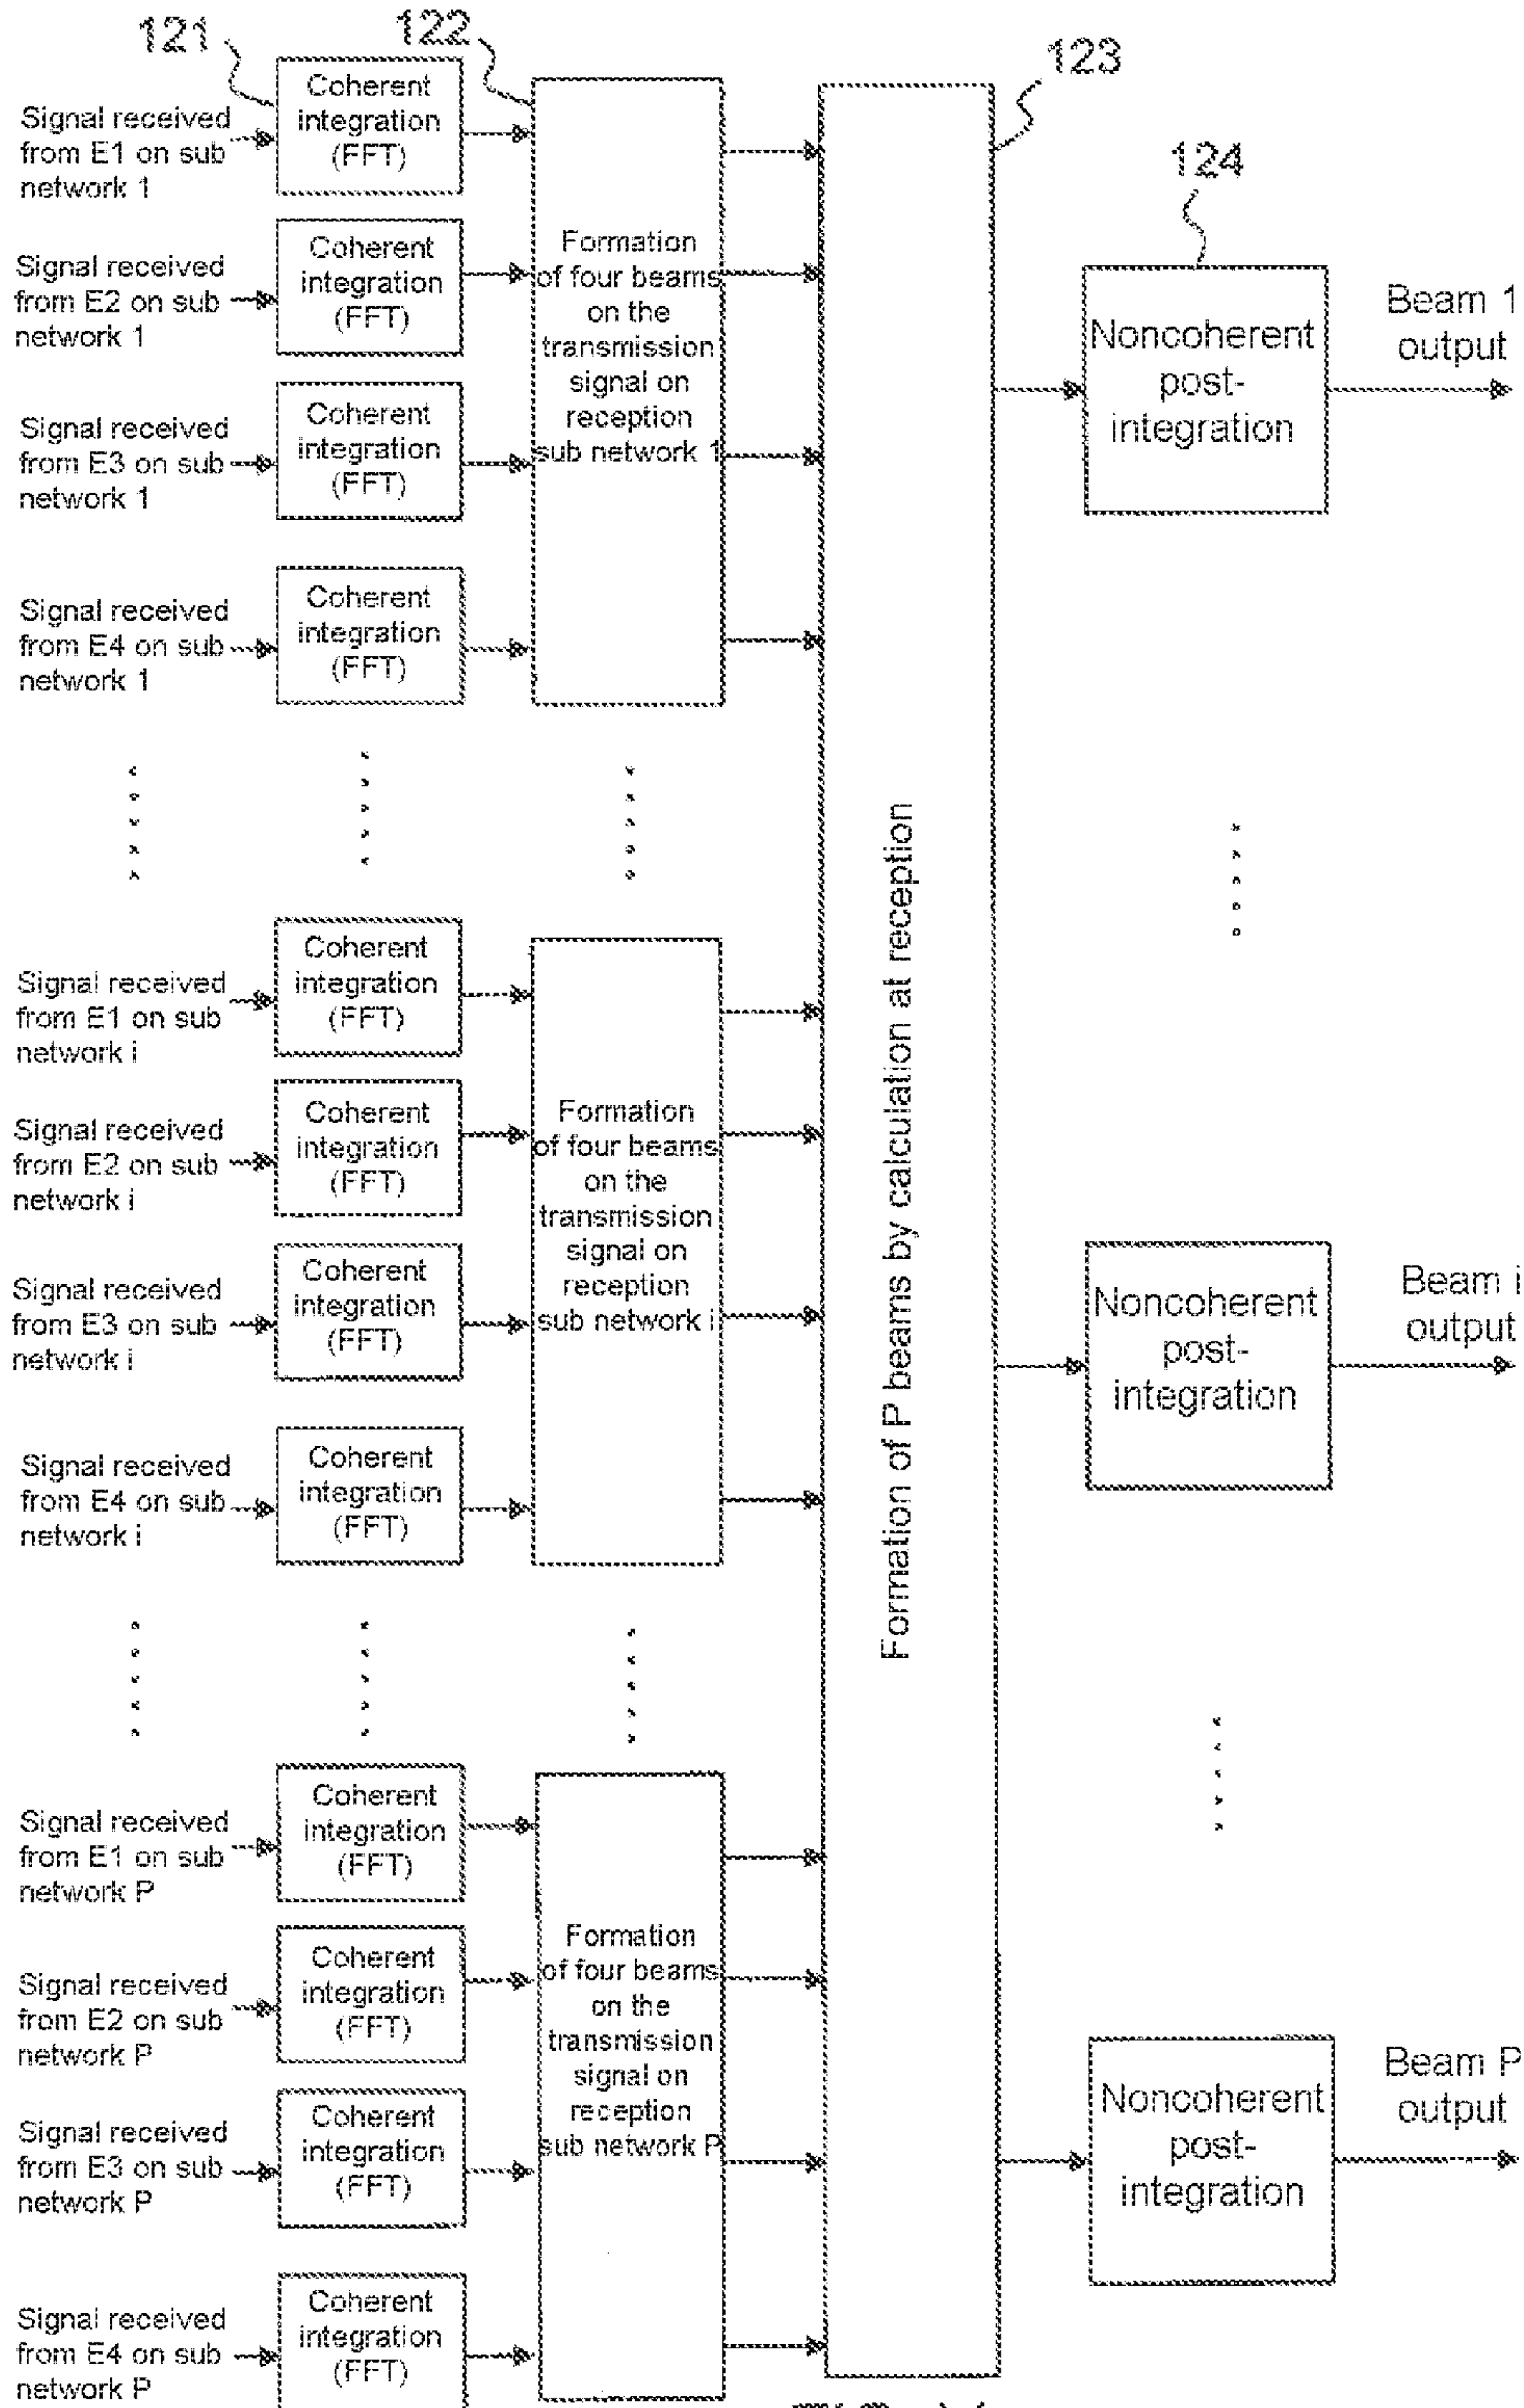 121
122
123
124
Signal received
from E1 on sub
network 1
Coherent
integration
(FFT)
Signal received
from E2 on sub
network 1
Coherent
integration
(FFT)
Signal received
from E3 on sub
network 1
Coherent
integration
(FFT)
Signal received
from E4 on sub
network 1
Coherent
integration
(FFT)
Formation
of four beams
on the
transmission
signal on
reception
sub network 1
Signal received
from E1 on sub
network i
Coherent
integration
(FFT)
Signal received
from E2 on sub
network i
Coherent
integration
(FFT)
Signal received
from E3 on sub
network i
Coherent
integration
(FFT)
Signal received
from E4 on sub
network i
Coherent
integration
(FFT)
Formation
of four beams
on the
transmission
signal on
reception
sub network i
Signal received
from E1 on sub
network P
Coherent
integration
(FFT)
Signal received
from E2 on sub
network P
Coherent
integration
(FFT)
Signal received
from E3 on sub
network P
Coherent
integration
(FFT)
Signal received
from E4 on sub
network P
Coherent
integration
(FFT)
Formation
of four beams
on the
transmission
signal on
reception
sub network P
Formation of P beams by calculation at reception
Noncoherent
post-
integration
Beam 1
output
Noncoherent
post-
integration
Beam i
output
Noncoherent
post-
integration
Beam P
output